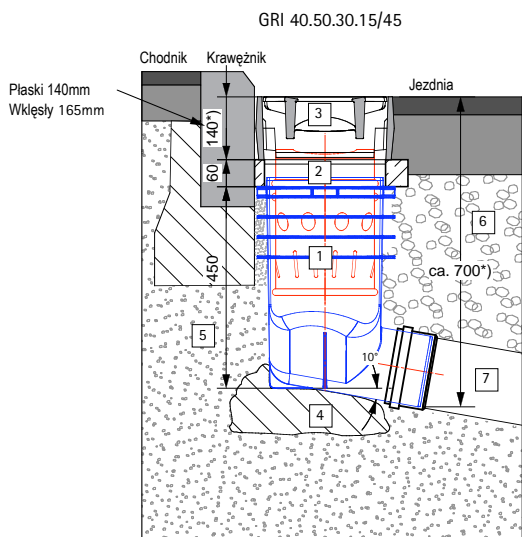 GRI 40.50.30.15/45
Chodnik Krawężnik
Jezdnia
Płaski 140mm
Wklęsły 165mm
140*)
60
450
3
2
1
6
ca. 700*)
5
10°
7
4